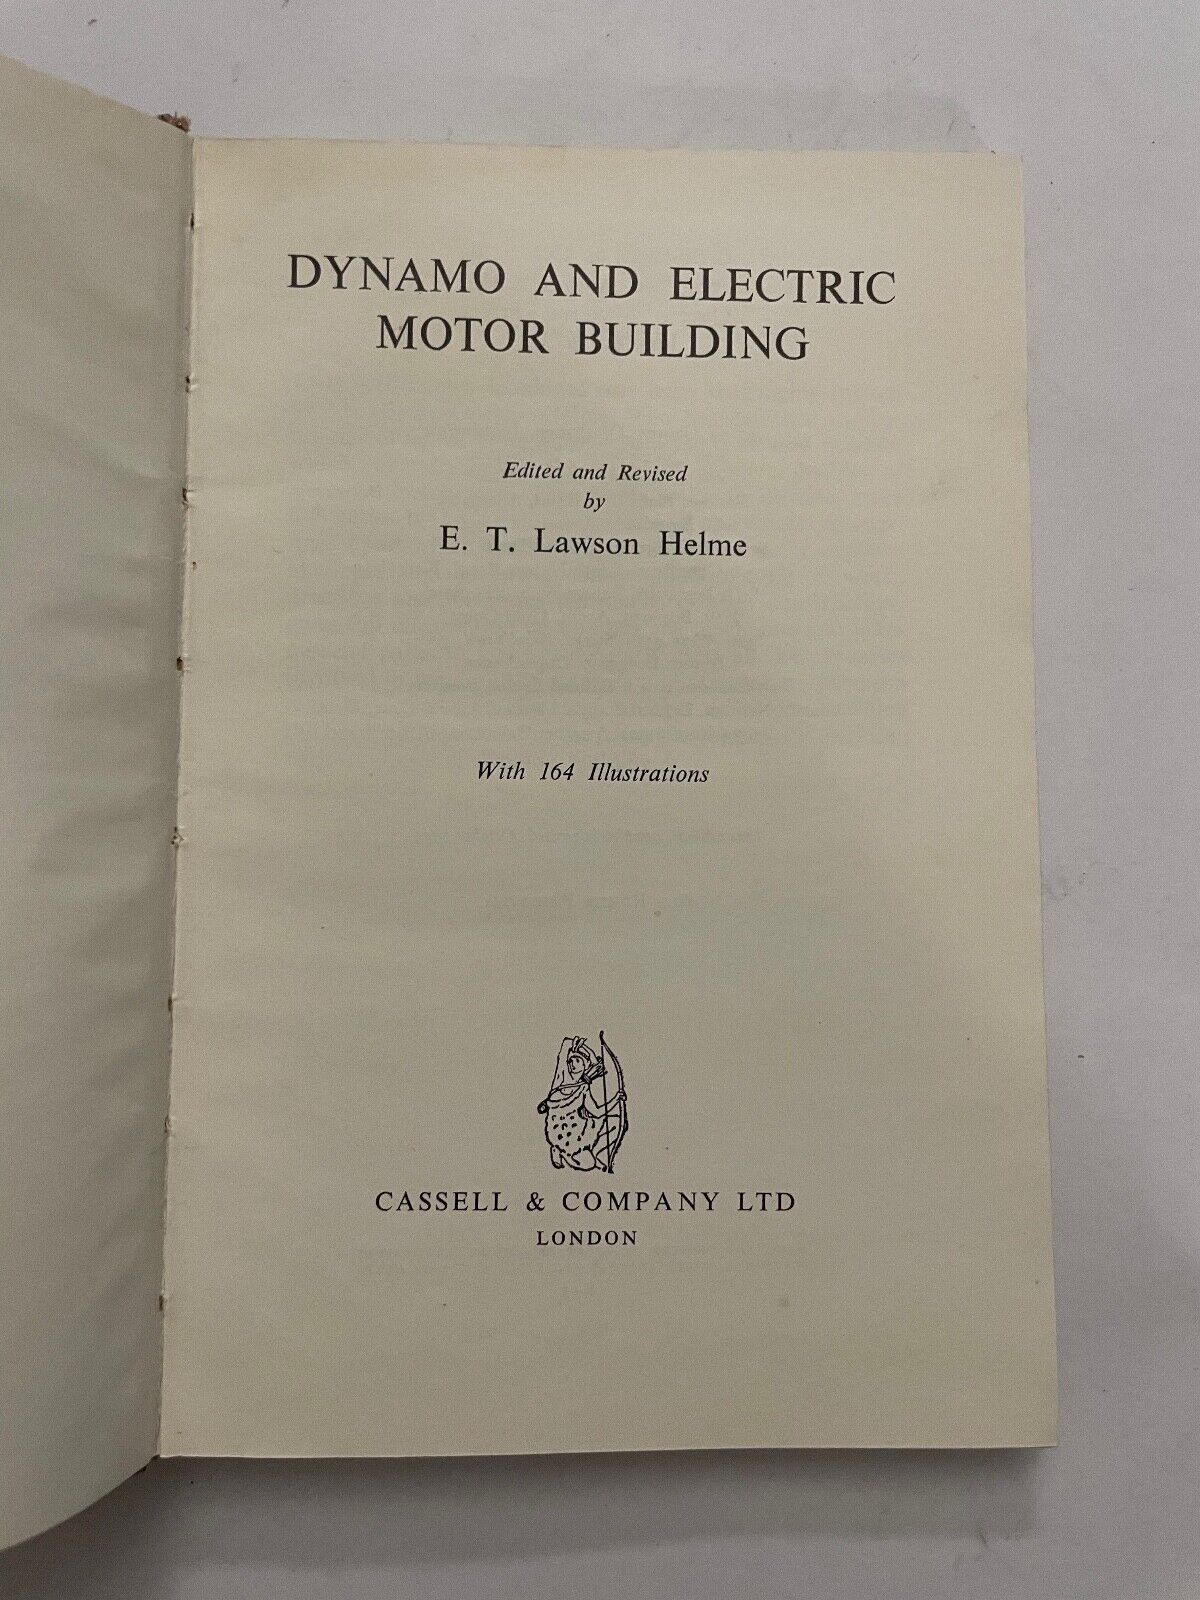 DYNAMO AND ELECTRIC
MOTOR BUILDING
Edited and Revised
by
E. T. Lawson Helme
With 164 Illustrations
CASSELL & COMPANY LTD
LONDON